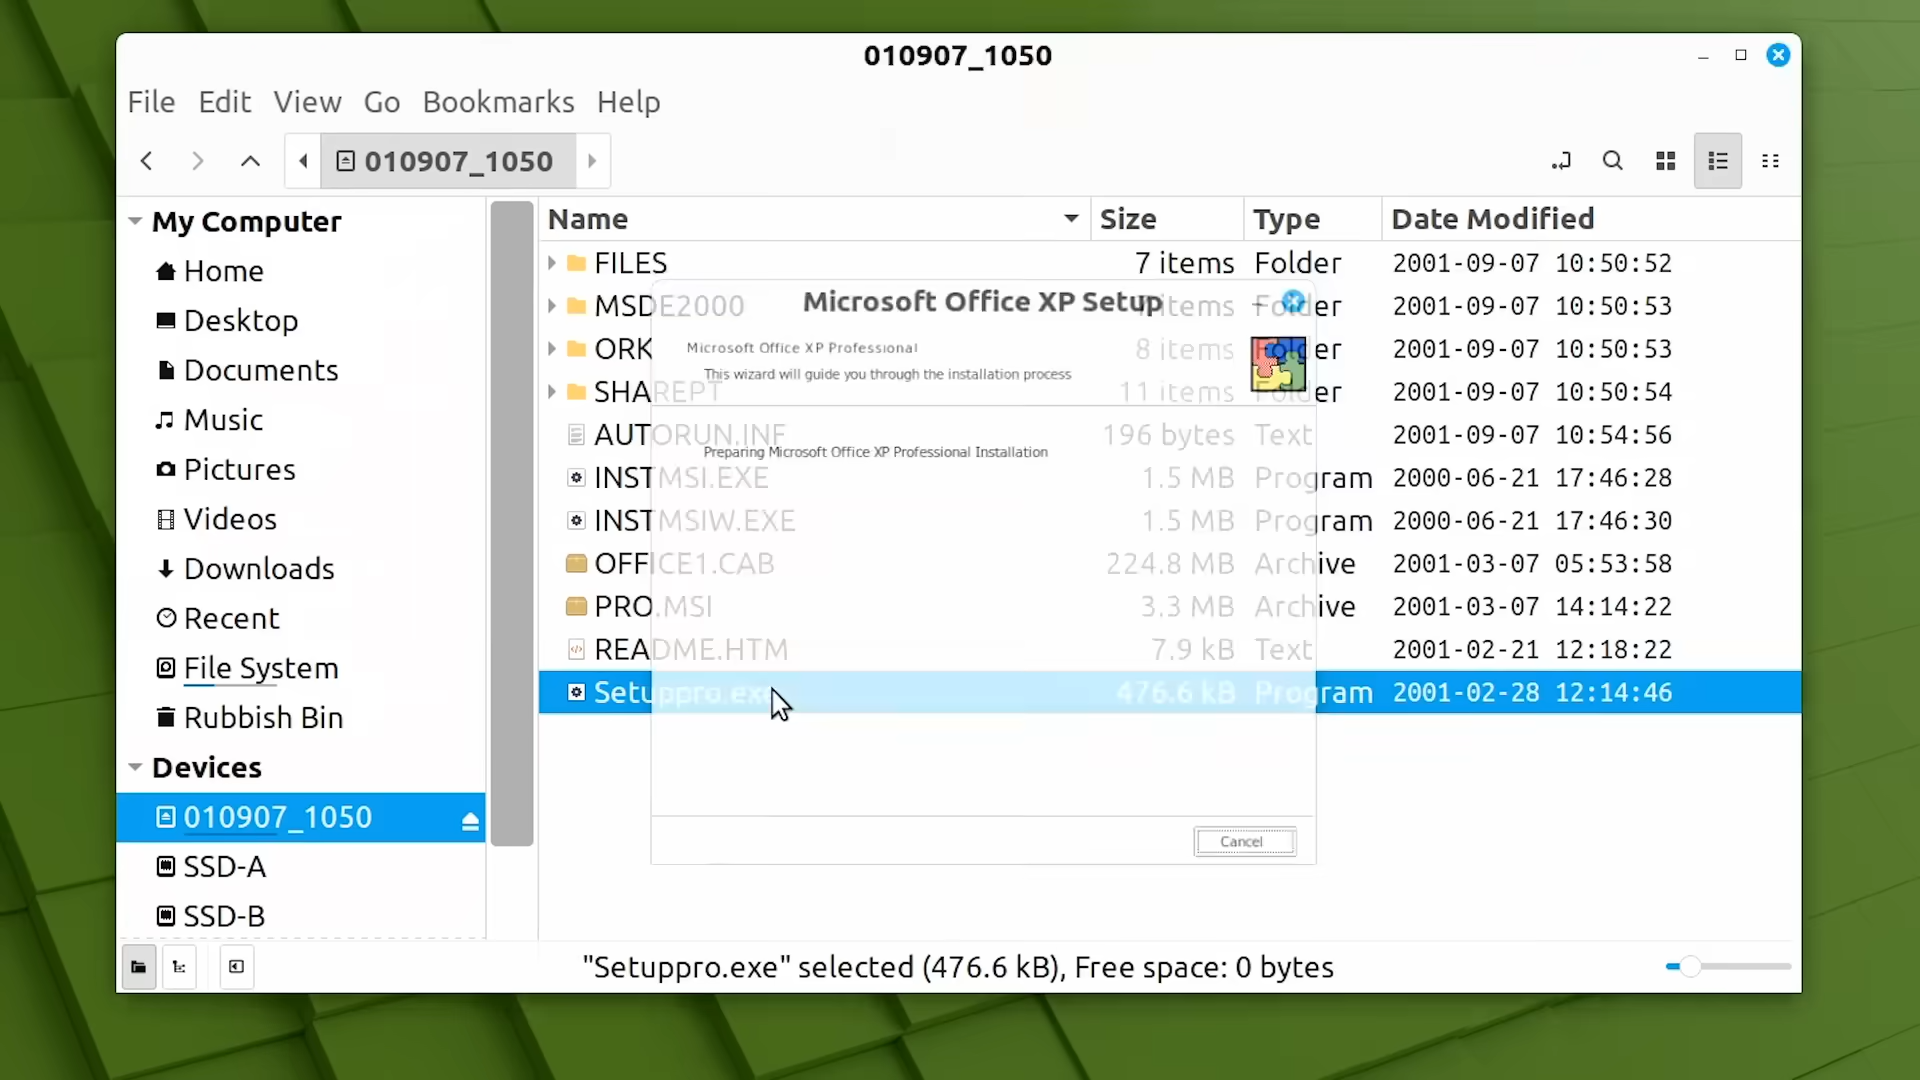 010907_1050
File Edit View Go Bookmarks Help
010907_1050
My Computer
Home
Desktop
Documents
Music
Pictures
Videos
Downloads
Recent
File System
Rubbish Bin
Devices
010907_1050
SSD-A
SSD-B
Name Size Type Date Modified
FILES 7 items Folder 2001-09-07 10:50:52
MSDE2000 items Folder 2001-09-07 10:50:53
ORK 8 items Folder 2001-09-07 10:50:53
SHAREPT 11 items Folder 2001-09-07 10:50:54
AUTORUN.INF 196 bytes Text 2001-09-07 10:54:56
INSTMSI.EXE 1.5 MB Program 2000-06-21 17:46:28
INSTMSIW.EXE 1.5 MB Program 2000-06-21 17:46:30
OFFICE1.CAB 224.8 MB Archive 2001-03-07 05:53:58
PRO.MSI 3.3 MB Archive 2001-03-07 14:14:22
README.HTM 7.9 kB Text 2001-02-21 12:18:22
Setuppro.exe 476.6 kB Program 2001-02-28 12:14:46
Microsoft Office XP Setup
Microsoft Office XP Professional
This wizard will guide you through the installation process
Preparing Microsoft Office XP Professional Installation
Cancel
"Setuppro.exe" selected (476.6 kB), Free space: 0 bytes